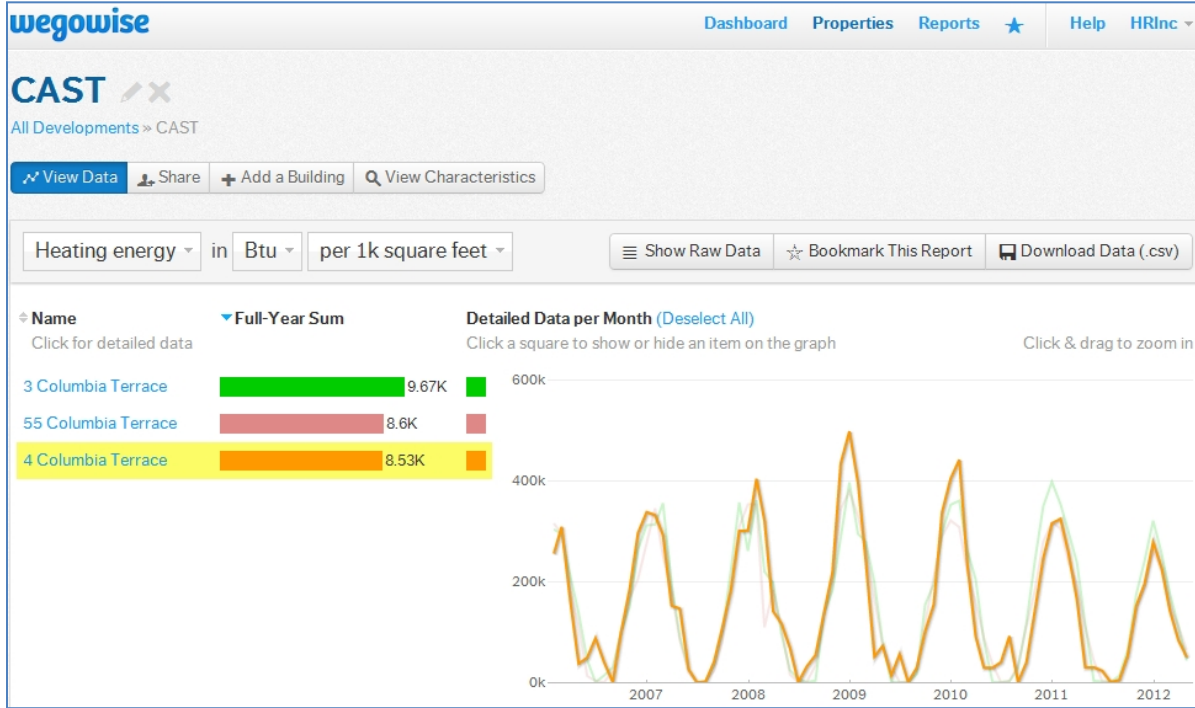 wegowise
Dashboard Properties Reports Help HRInc
CAST
All Developments » CAST
View Data Share Add a Building View Characteristics
Heating energy in Btu per 1k square feet Show Raw Data Bookmark This Report Download Data (.csv)
Name Full-Year Sum Detailed Data per Month (Deselect All)
Click for detailed data Click a square to show or hide an item on the graph Click & drag to zoom in
3 Columbia Terrace 9.67K
55 Columbia Terrace 8.6K
4 Columbia Terrace 8.53K
600k
400k
200k
0k
2007 2008 2009 2010 2011 2012